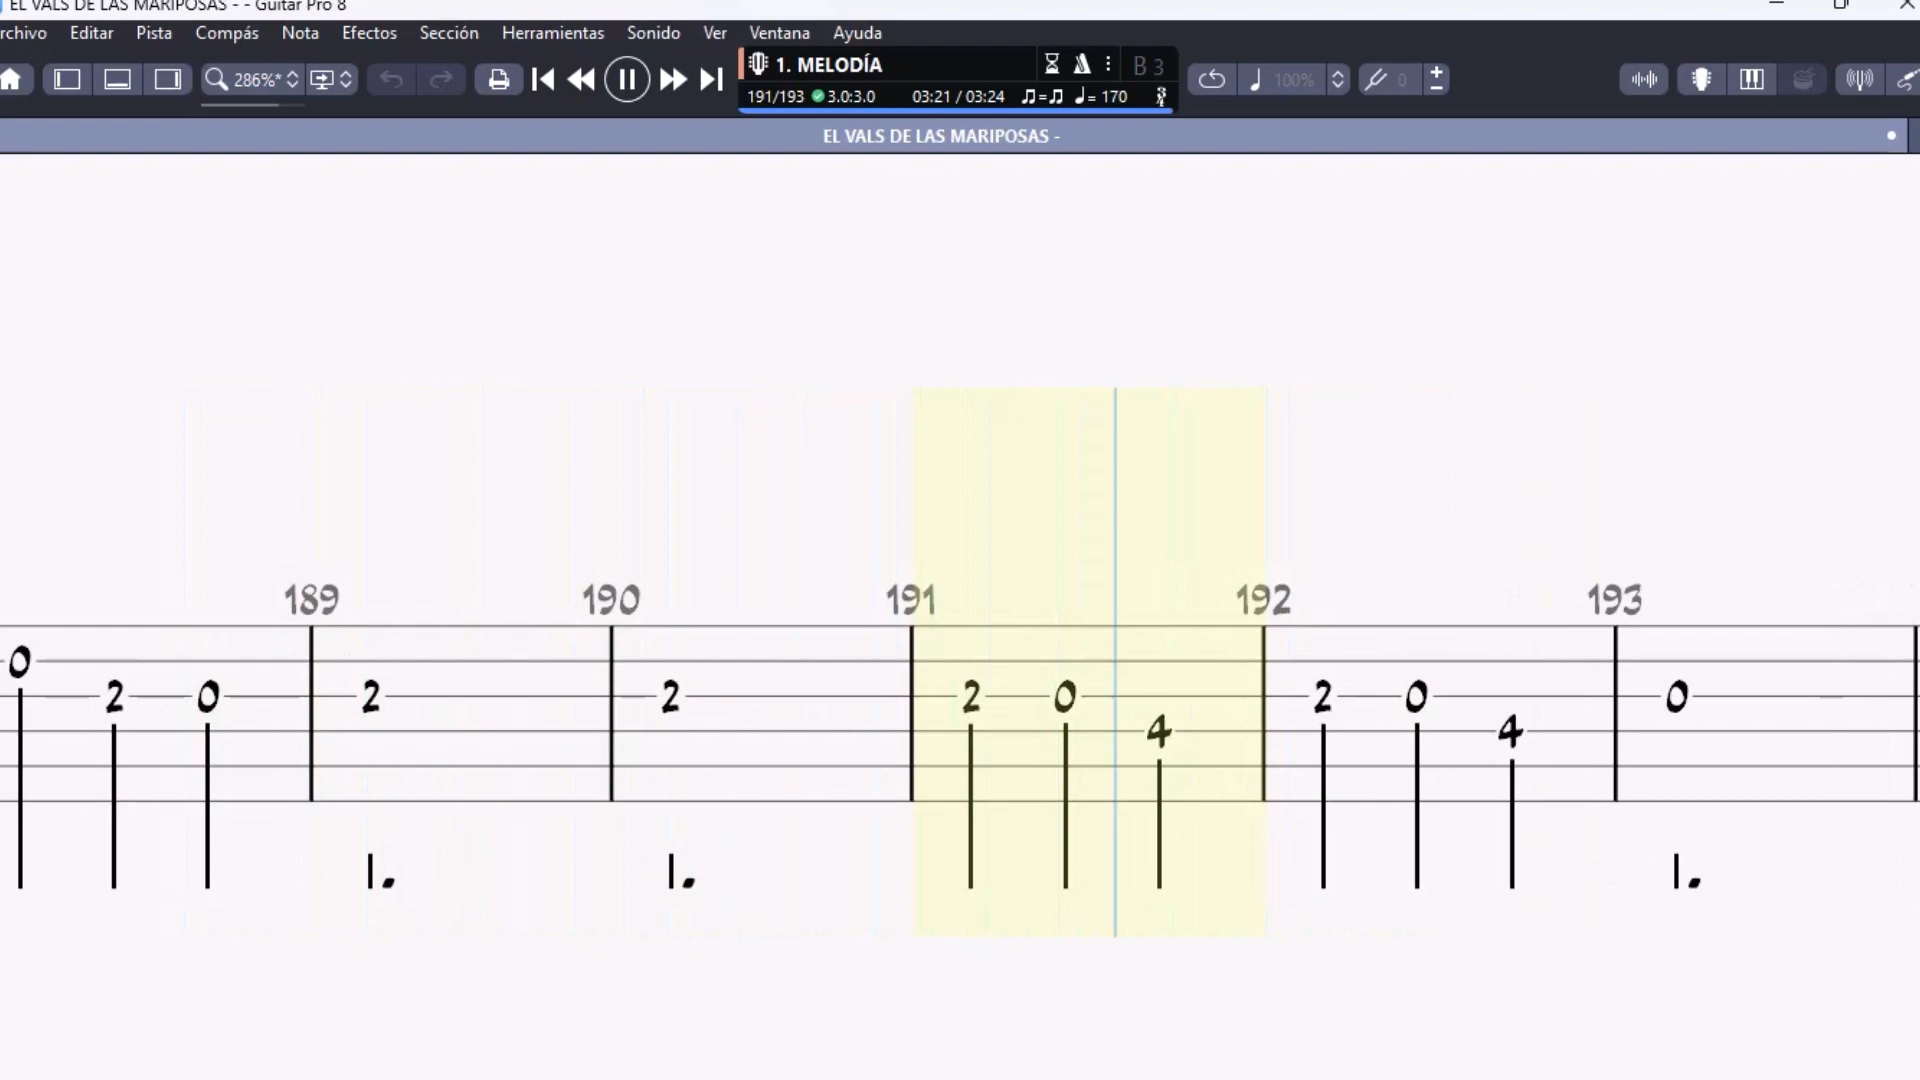 EL VALS DE LAS MARIPOSAS - - Guitar Pro 8
rchivo Editar Pista Compás Nota Efectos Sección Herramientas Sonido Ver Ventana Ayuda
286%* 1. MELODÍA B 3 100% 0
191/193 3.0:3.0 03:21 / 03:24 = = 170
EL VALS DE LAS MARIPOSAS -
189 190 191 192 193
0
2 0 2 2 2 0 2 0 0
4 4